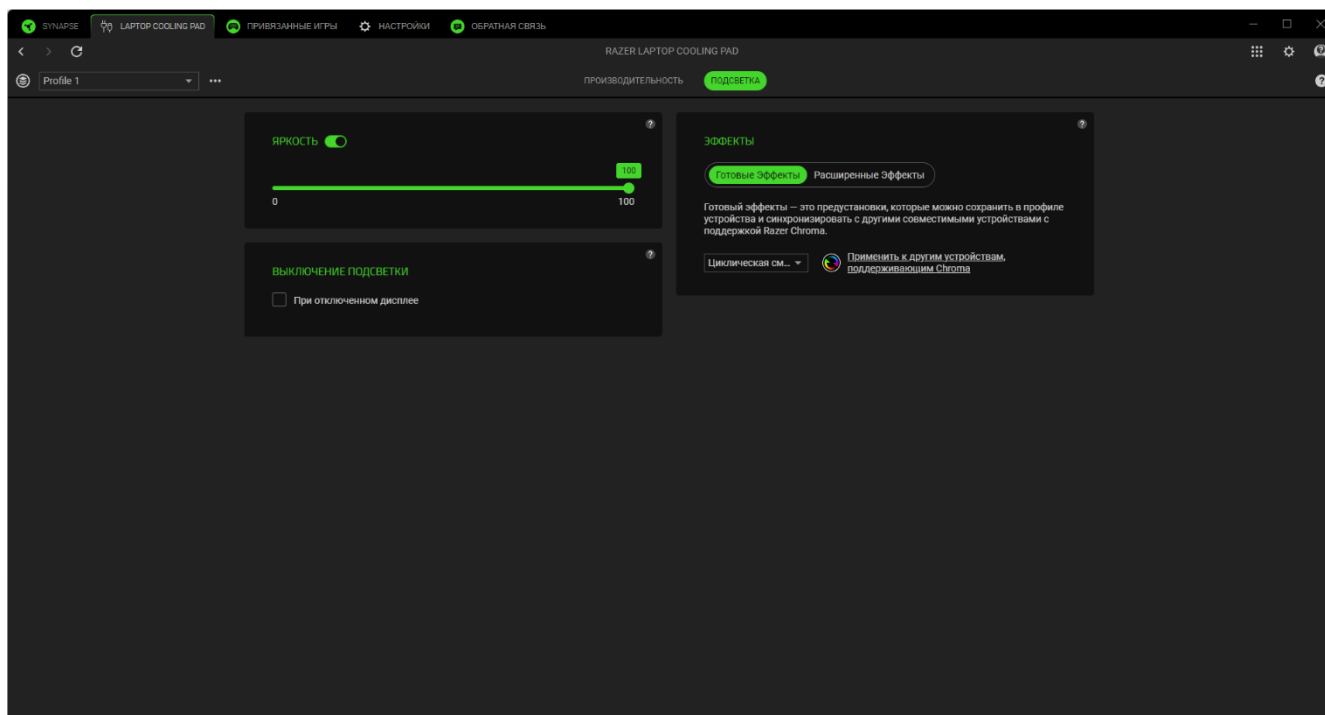 SYNAPSE
LAPTOP COOLING PAD
ПРИВЯЗАННЫЕ ИГРЫ
НАСТРОЙКИ
ОБРАТНАЯ СВЯЗЬ
RAZER LAPTOP COOLING PAD
Profile 1
ПРОИЗВОДИТЕЛЬНОСТЬ
ПОДСВЕТКА
ЯРКОСТЬ
100
0
100
ВЫКЛЮЧЕНИЕ ПОДСВЕТКИ
При отключенном дисплее
ЭФФЕКТЫ
Готовые Эффекты
Расширенные Эффекты
Готовый эффекты — это предустановки, которые можно сохранить в профиле
устройства и синхронизировать с другими совместимыми устройствами с
поддержкой Razer Chroma.
Циклическая см...
Применить к другим устройствам,
поддерживающим Chroma